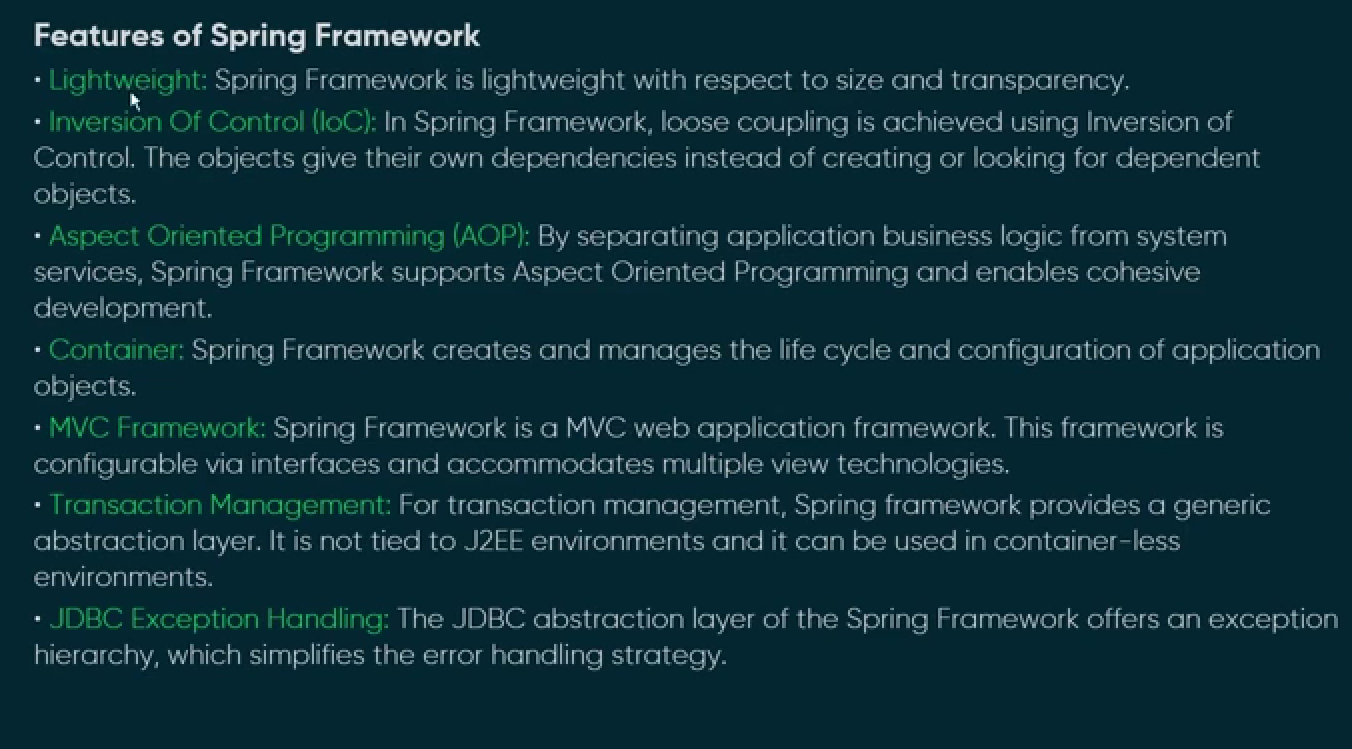 Features of Spring Framework
• Lightweight: Spring Framework is lightweight with respect to size and transparency.
• Inversion Of Control (IoC): In Spring Framework, loose coupling is achieved using Inversion of
Control. The objects give their own dependencies instead of creating or looking for dependent
objects.
• Aspect Oriented Programming (AOP): By separating application business logic from system
services, Spring Framework supports Aspect Oriented Programming and enables cohesive
development.
• Container: Spring Framework creates and manages the life cycle and configuration of application
objects.
• MVC Framework: Spring Framework is a MVC web application framework. This framework is
configurable via interfaces and accommodates multiple view technologies.
• Transaction Management: For transaction management, Spring framework provides a generic
abstraction layer. It is not tied to J2EE environments and it can be used in container-less
environments.
• JDBC Exception Handling: The JDBC abstraction layer of the Spring Framework offers an exception
hierarchy, which simplifies the error handling strategy.